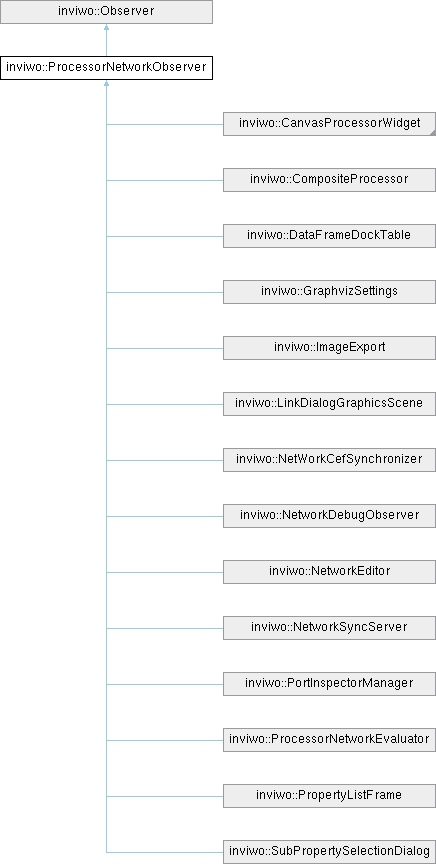 inviwo::Observer
inviwo::ProcessorNetworkObserver
inviwo::CanvasProcessorWidget
inviwo::CompositeProcessor
inviwo::DataFrameDockTable
inviwo::GraphvizSettings
inviwo::ImageExport
inviwo::LinkDialogGraphicsScene
inviwo::NetWorkCefSynchronizer
inviwo::NetworkDebugObserver
inviwo::NetworkEditor
inviwo::NetworkSyncServer
inviwo::PortInspectorManager
inviwo::ProcessorNetworkEvaluator
inviwo::PropertyListFrame
inviwo::SubPropertySelectionDialog